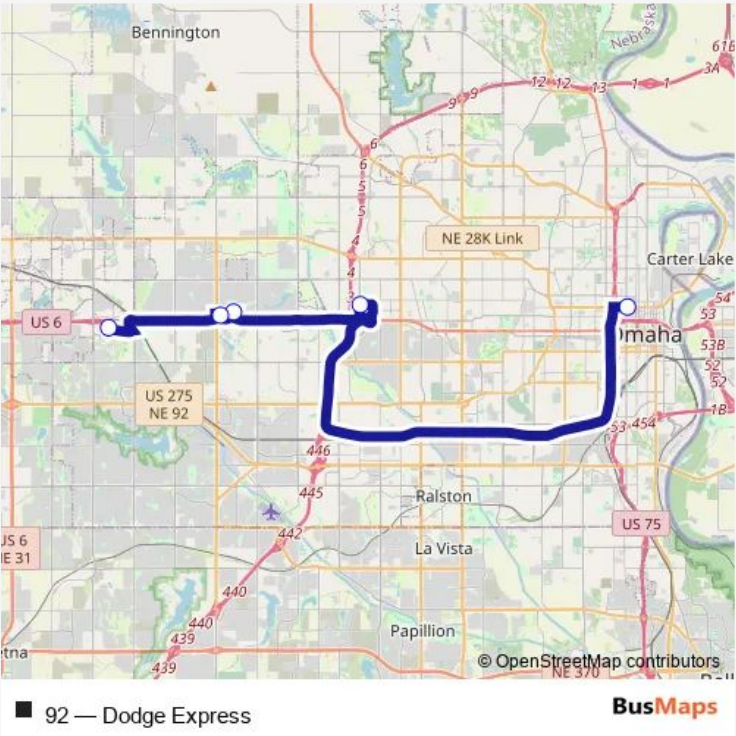 Bennington
Nebraska
61B
3A
12 12 13 1 1
9 9
6
6
5
5
5
4
4
3
NE 28K Link
Carter Lake
US 6
Omaha
54
53
53B
52
52
1B
US 275
NE 92
53 454
446
445
Ralston
442
US 75
US 6
NE 31
La Vista
440
440
439
439
Papillion
etna
© OpenStreetMap contributors
NE 370
92 — Dodge Express
BusMaps